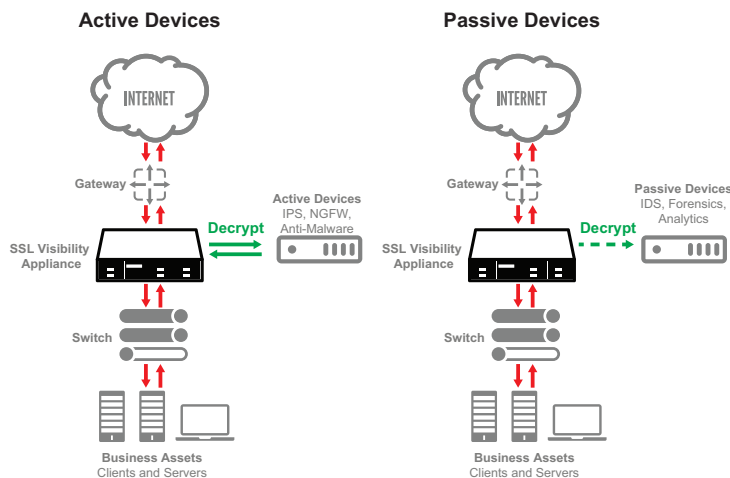 Active Devices
INTERNET
Gateway
Active Devices
IPS, NGFW,
Anti-Malware
Decrypt
SSL Visibility
Appliance
Switch
Business Assets
Clients and Servers
Passive Devices
INTERNET
Gateway
Passive Devices
IDS, Forensics,
Analytics
Decrypt
SSL Visibility
Appliance
Switch
Business Assets
Clients and Servers